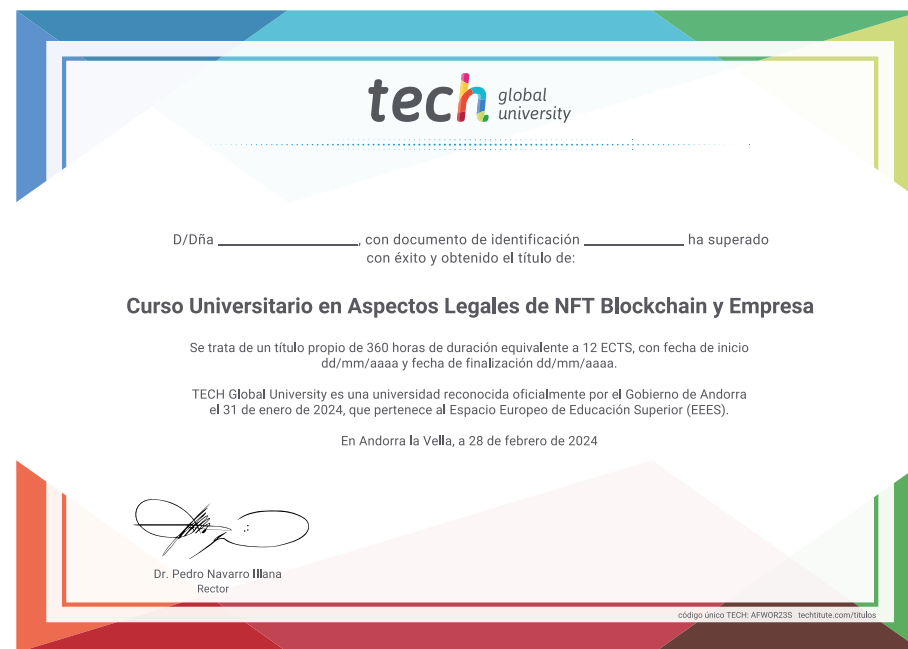 tech global university
D/Dña ____________________, con documento de identificación ______________ ha superado
con éxito y obtenido el título de:
Curso Universitario en Aspectos Legales de NFT Blockchain y Empresa
Se trata de un título propio de 360 horas de duración equivalente a 12 ECTS, con fecha de inicio
dd/mm/aaaa y fecha de finalización dd/mm/aaaa.
TECH Global University es una universidad reconocida oficialmente por el Gobierno de Andorra
el 31 de enero de 2024, que pertenece al Espacio Europeo de Educación Superior (EEES).
En Andorra la Vella, a 28 de febrero de 2024
Dr. Pedro Navarro Illana
Rector
código único TECH: AFWOR23S techtitute.com/titulos